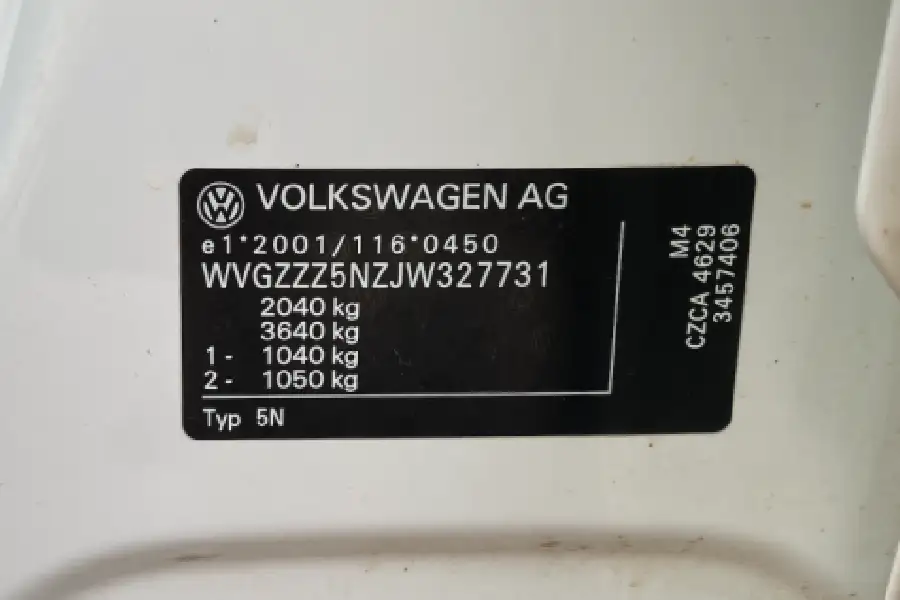 VOLKSWAGEN AG
e1*2001/116*0450
WVGZZZ5NZJW327731
2040 kg
3640 kg
1- 1040 kg
2- 1050 kg
Typ 5N
M4
CZCA 4629
3457406